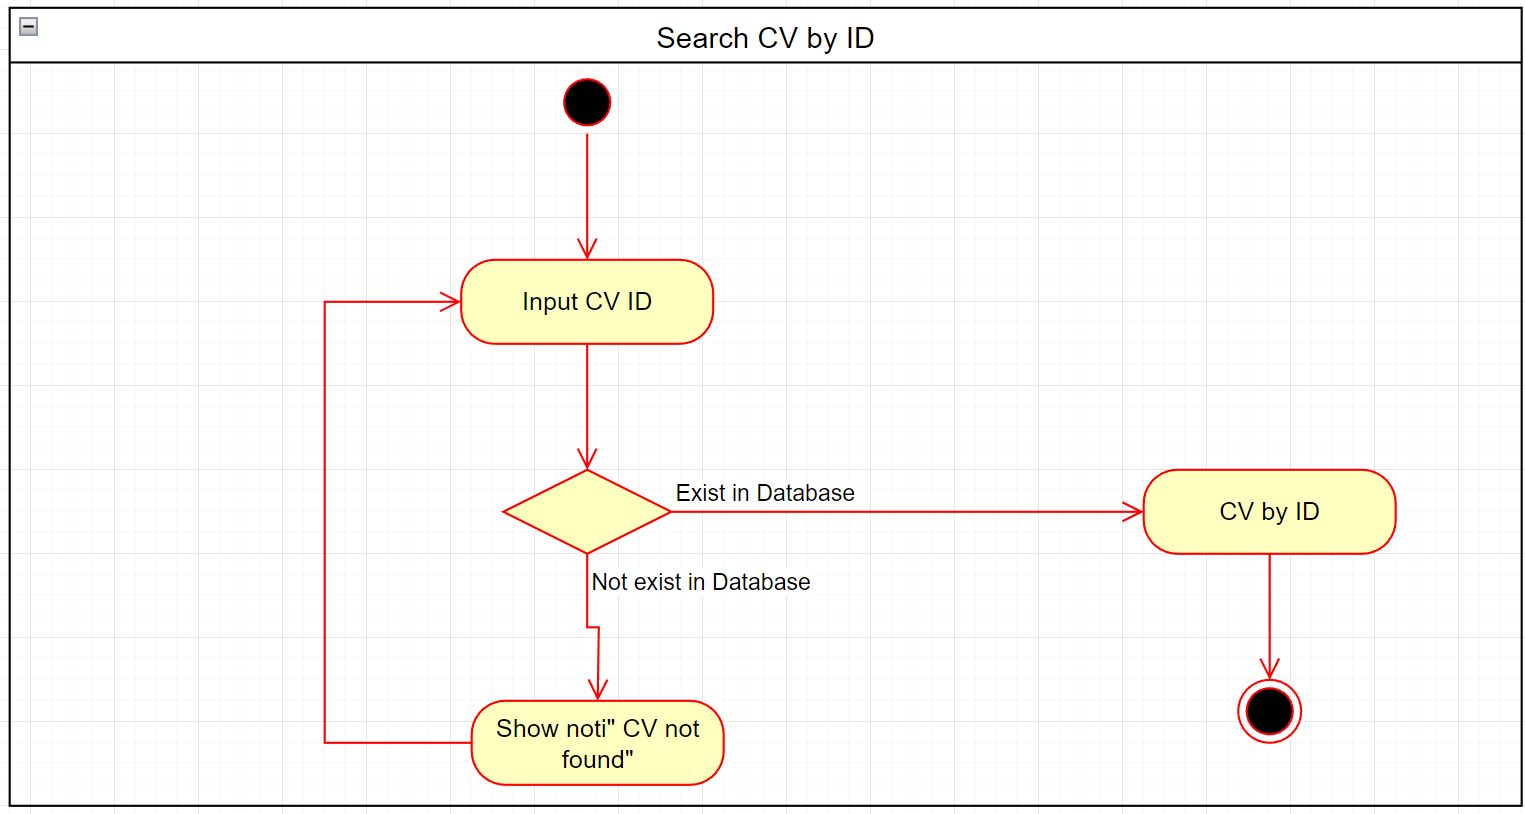 Search CV by ID
Input CV ID
Exist in Database
CV by ID
Not exist in Database
Show noti" CV not
found"